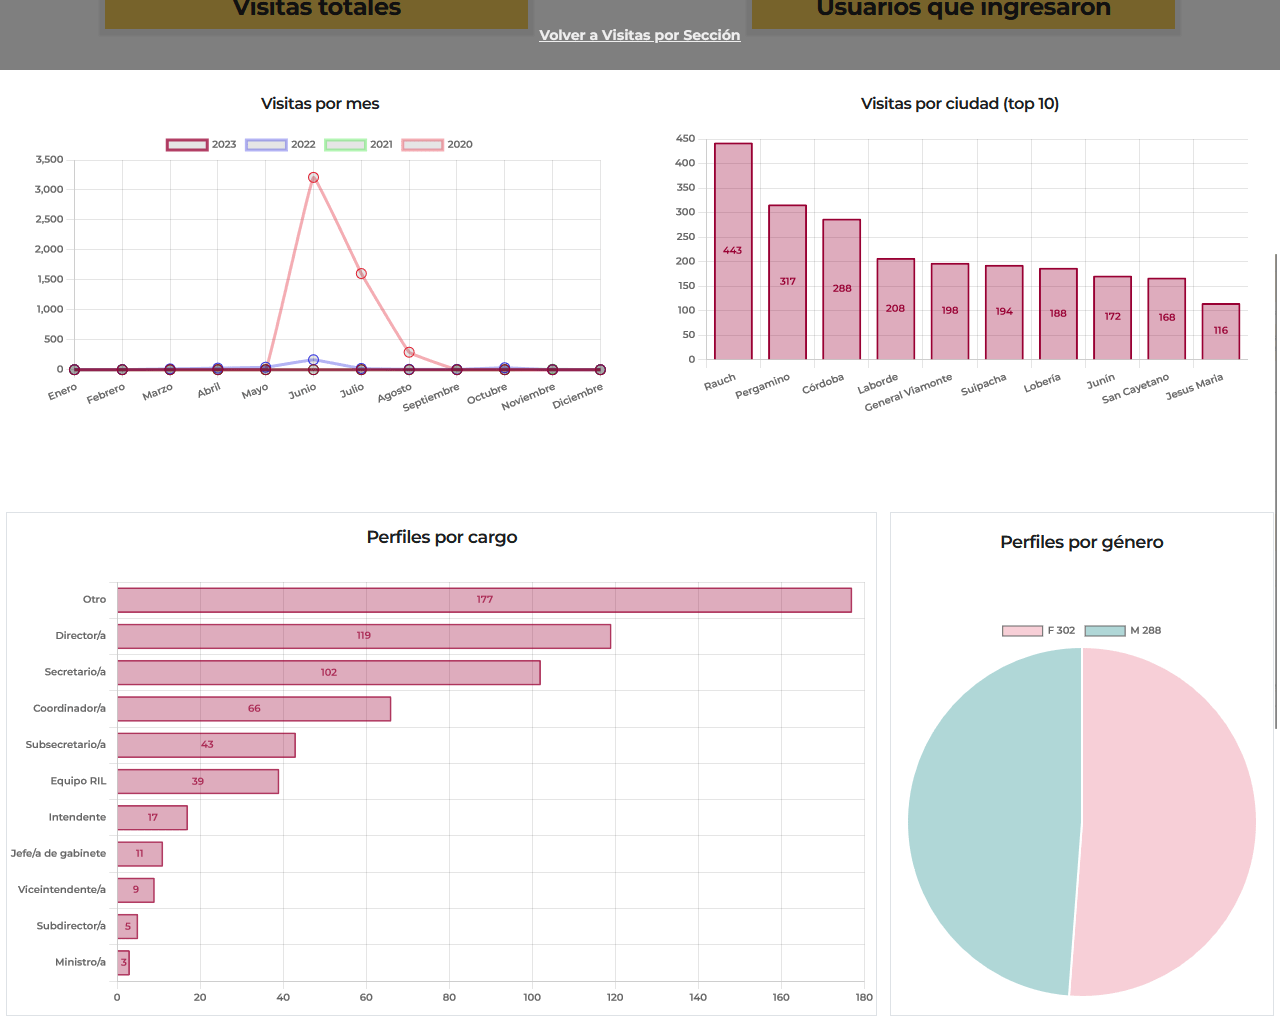 Visitas totales
Usuarios que ingresaron
Volver a Visitas por Sección
Visitas por mes
2023 2022 2021 2020
3,500
3,000
2,500
2,000
1,500
1,000
500
0
Enero Febrero Marzo Abril Mayo Junio Julio Agosto Septiembre Octubre Noviembre Diciembre
Visitas por ciudad (top 10)
450
400
350
300
250
200
150
100
50
0
443 317 288 208 198 194 188 172 168 116
Rauch Pergamino Córdoba Laborde General Viamonte Suipacha Lobería Junín San Cayetano Jesus Maria
Perfiles por cargo
Otro 177
Director/a 119
Secretario/a 102
Coordinador/a 66
Subsecretario/a 43
Equipo RIL 39
Intendente 17
Jefe/a de gabinete 11
Viceintendente/a 9
Subdirector/a 5
Ministro/a 3
0 20 40 60 80 100 120 140 160 180
Perfiles por género
F 302 M 288